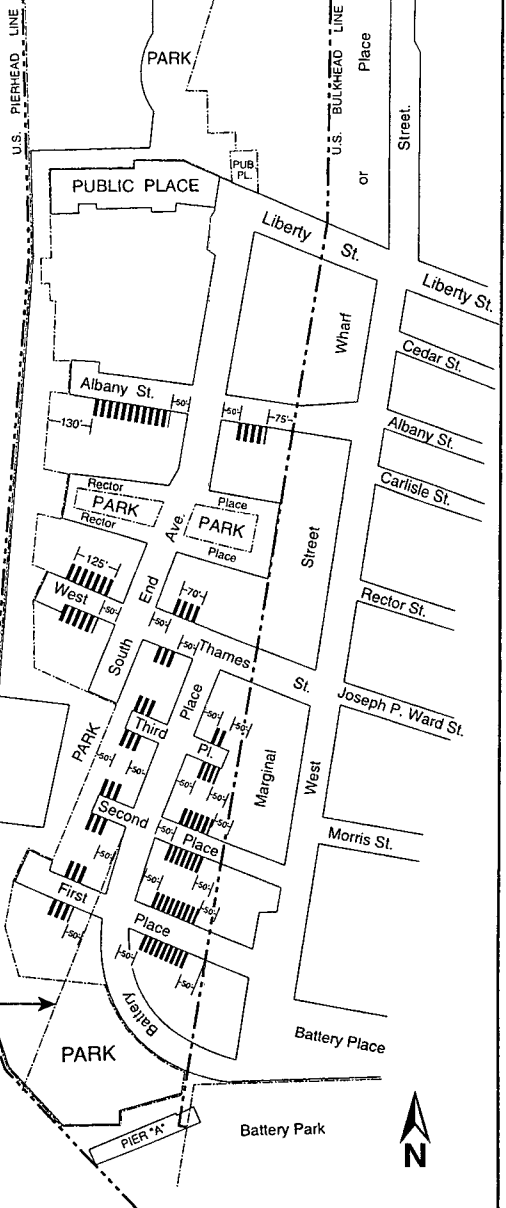 U.S. PIERHEAD LINE
PARK
U.S. BULKHEAD LINE
Place
or
Street.
PUB
PL.
PUBLIC PLACE
Liberty
St.
Liberty St.
Wharf
Cedar St.
Albany St.
-50'-
-50'-
-75'-
-130'-
Albany St.
Carlisle St.
Rector
PARK
Rector
Place
PARK
Place
Ave.
Street
-125'-
West
-50'-
End
-70'-
-50'-
South
Rector St.
-50'-
Thames
St.
Joseph P. Ward St.
Place
-50'-
-50'-
Third
Pl.
PARK
-50'-
-50'-
-50'-
-50'-
Marginal
West
Second
-50'-
-50'-
Place
Morris St.
-50'-
-50'-
-50'-
First
-50'-
-50'-
Place
-50'-
-50'-
Battery
Battery Place
PARK
PIER "A"
Battery Park
N